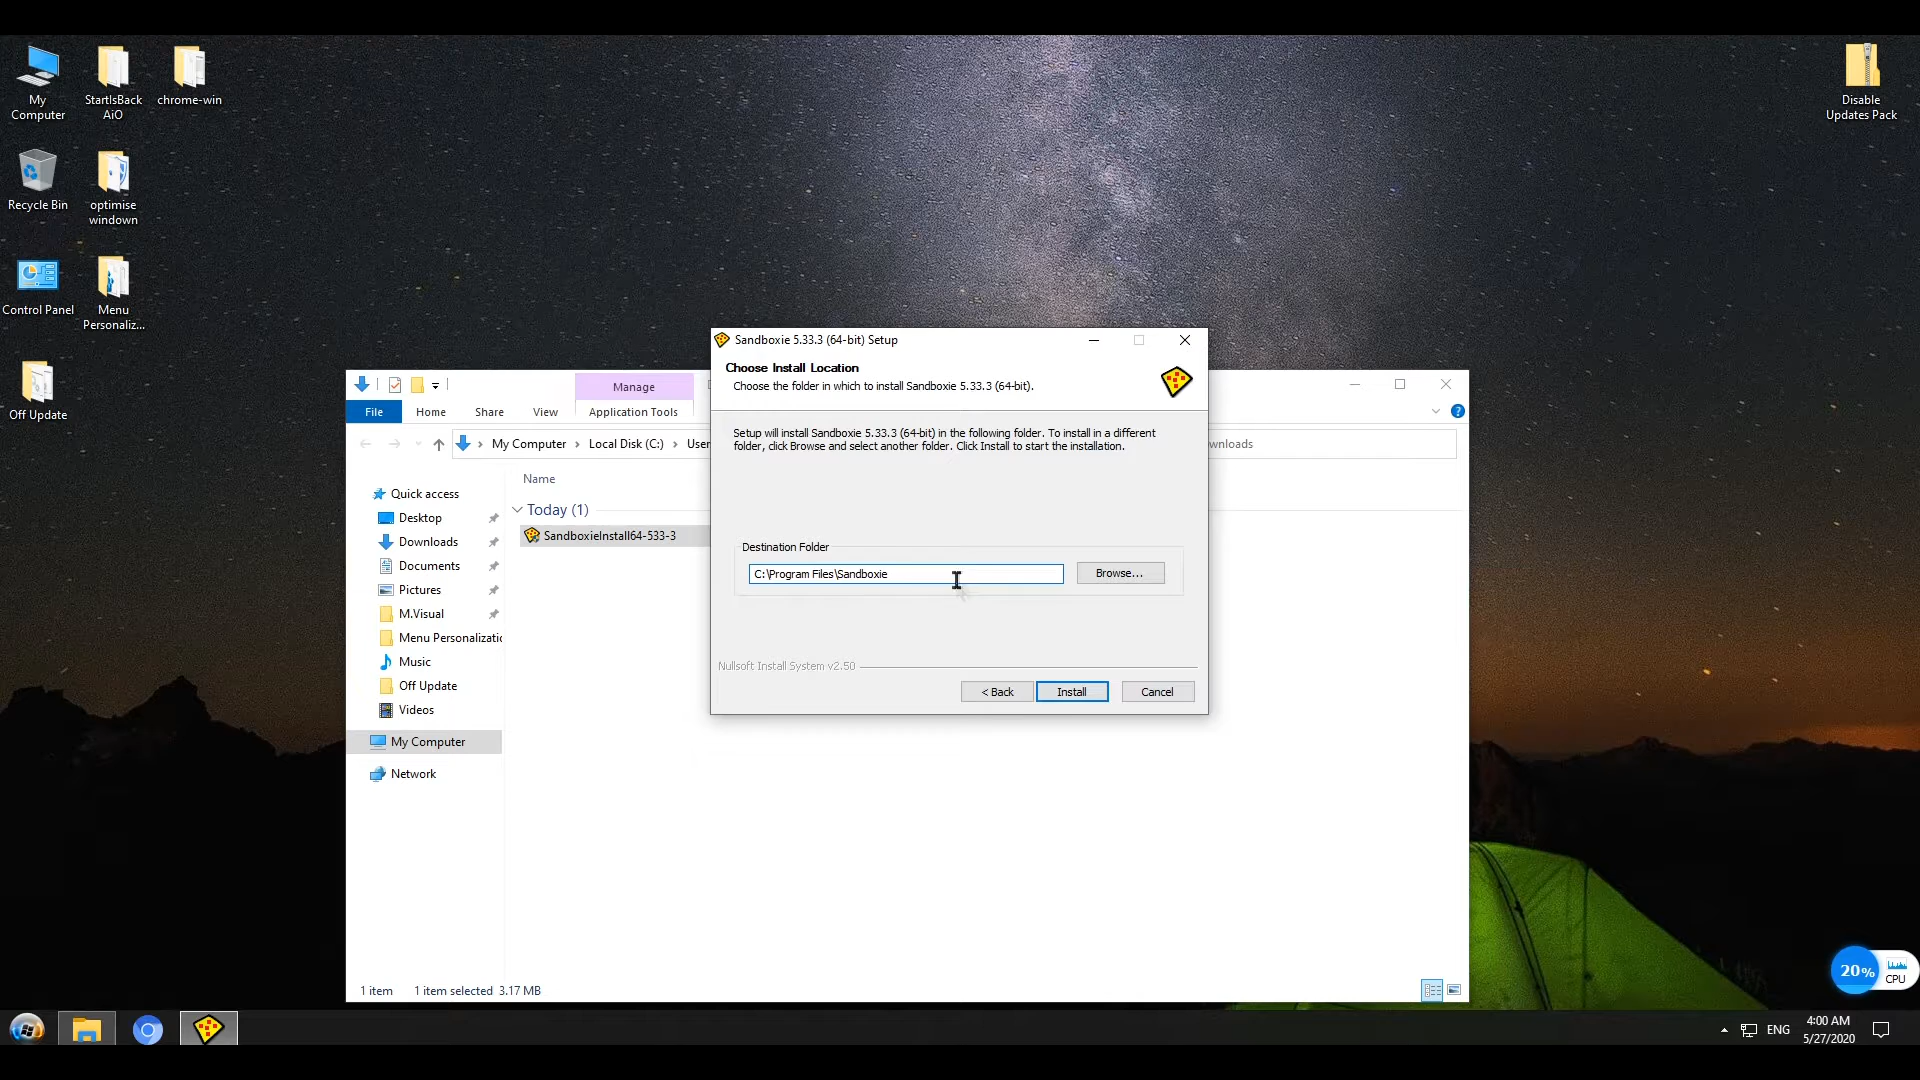 My
Computer
StartIsBack
AiO
chrome-win
Disable
Updates Pack
Recycle Bin
optimise
windown
Control Panel
Menu
Personaliz...
Off Update
Sandboxie 5.33.3 (64-bit) Setup
Choose Install Location
Choose the folder in which to install Sandboxie 5.33.3 (64-bit).
Setup will install Sandboxie 5.33.3 (64-bit) in the following folder. To install in a different
folder, click Browse and select another folder. Click Install to start the installation.
Destination Folder
C:\Program Files\Sandboxie
Browse...
Nullsoft Install System v2.50
< Back
Install
Cancel
Manage
File
Home
Share
View
Application Tools
My Computer
Local Disk (C:)
User
wnloads
Name
Today (1)
SandboxieInstall64-533-3
Quick access
Desktop
Downloads
Documents
Pictures
M.Visual
Menu Personalizatio
Music
Off Update
Videos
My Computer
Network
1 item
1 item selected 3.17 MB
20%
CPU
ENG
4:00 AM
5/27/2020